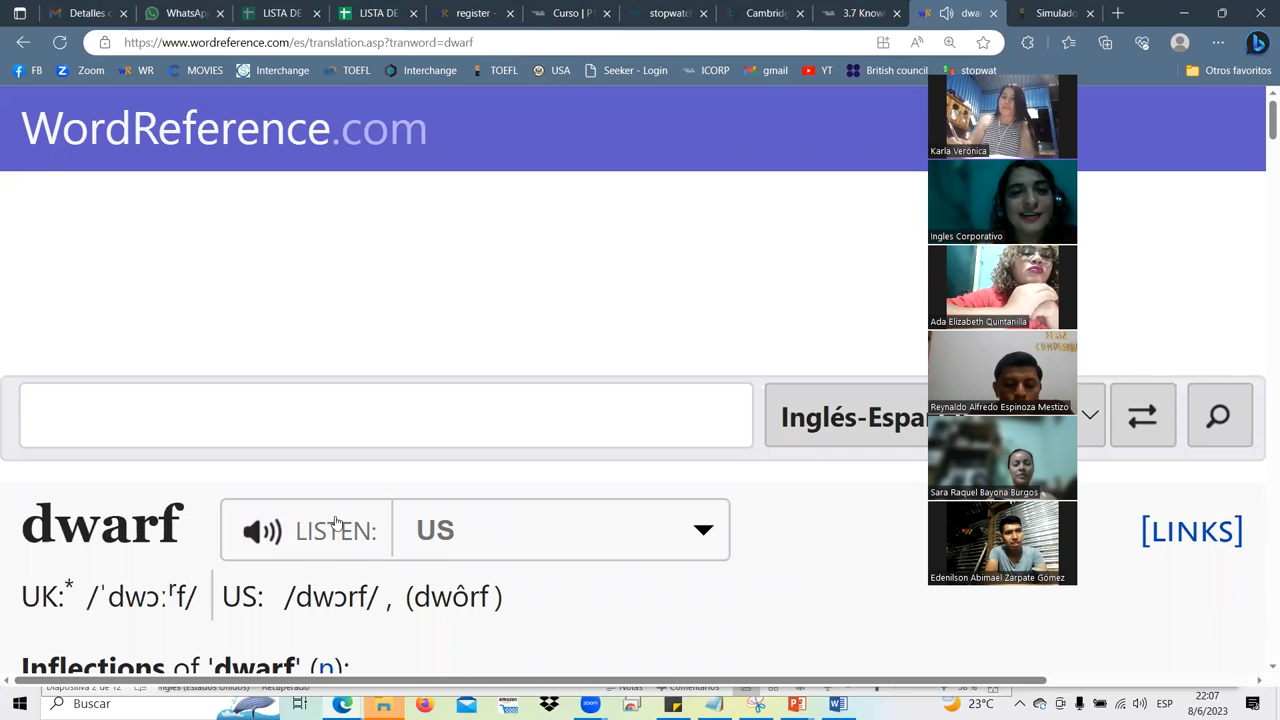 Detalles c
WhatsApp
LISTA DE
LISTA DE
register
Curso | P
stopwatch
Cambridg
3.7 Know
dwa
Simulado
https://www.wordreference.com/es/translation.asp?tranword=dwarf
FB
Zoom
WR
MOVIES
Interchange
TOEFL
Interchange
TOEFL
USA
Seeker - Login
ICORP
gmail
YT
British council
stopwat
Otros favoritos
WordReference.com
Karla Verónica
Ingles Corporativo
Ada Elizabeth Quintanilla
Reynaldo Alfredo Espinoza Mestizo
Sara Raquel Bayona Burgos
Edenilson Abimael Zarpate Gómez
Inglés-Españ
dwarf
LISTEN:
US
[LINKS]
UK:* /ˈdwɔːʳf/ US: /dwɔrf/ , (dwôrf )
Inflections of 'dwarf' (n):
Diapositiva 2 de 12
Inglés (Estados Unidos)
Recuperado
Notas
Comentarios
58 %
Buscar
23°C
ESP
22:07
8/6/2023